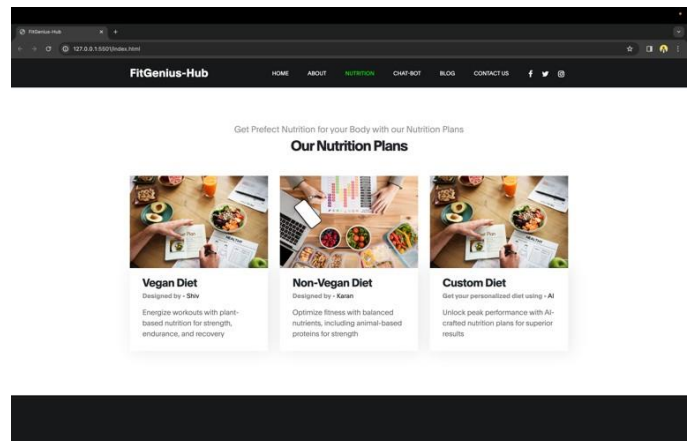 FitGenius-Hub
127.0.0.1:5501/index.html
FitGenius-Hub HOME ABOUT NUTRITION CHAT-BOT BLOG CONTACT US
Get Prefect Nutrition for your Body with our Nutrition Plans
Our Nutrition Plans
Vegan Diet
Designed by - Shiv
Energize workouts with plant-
based nutrition for strength,
endurance, and recovery
Non-Vegan Diet
Designed by - Karan
Optimize fitness with balanced
nutrients, including animal-based
proteins for strength
Custom Diet
Get your personalized diet using - AI
Unlock peak performance with AI-
crafted nutrition plans for superior
results